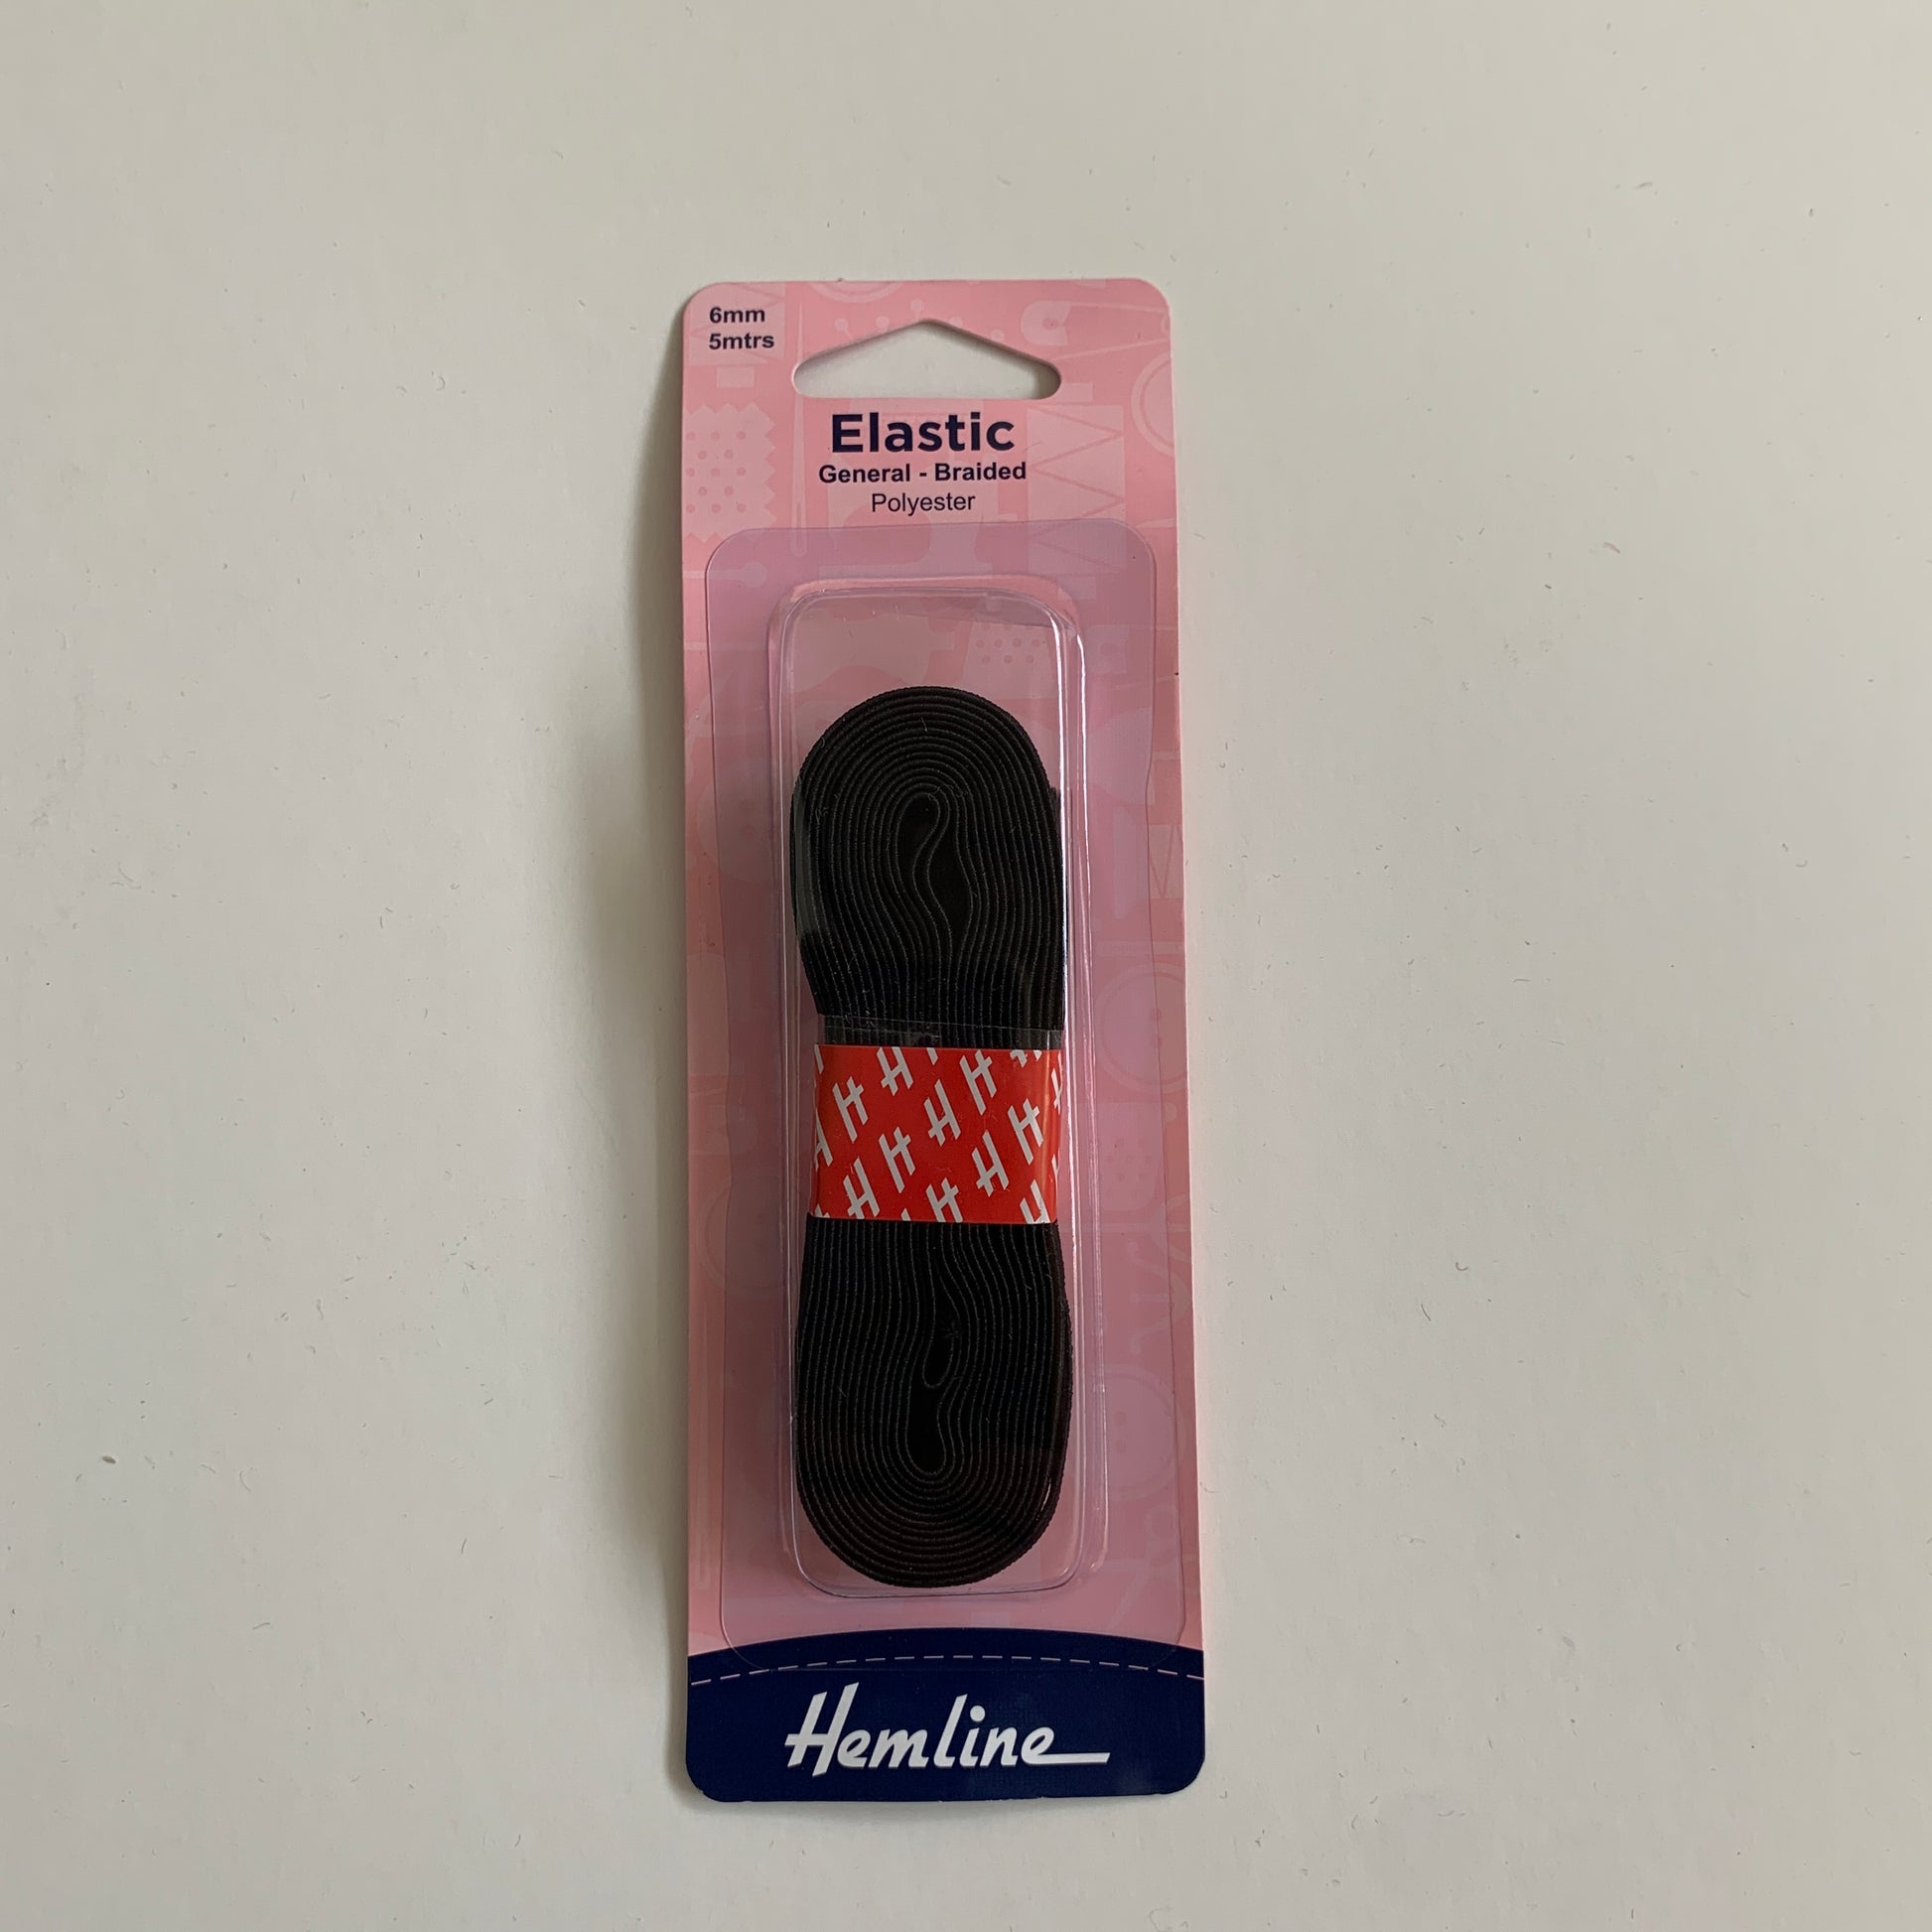 6mm
5mtrs
Elastic
General - Braided
Polyester
H H H H H H H H H H H H
Hemline